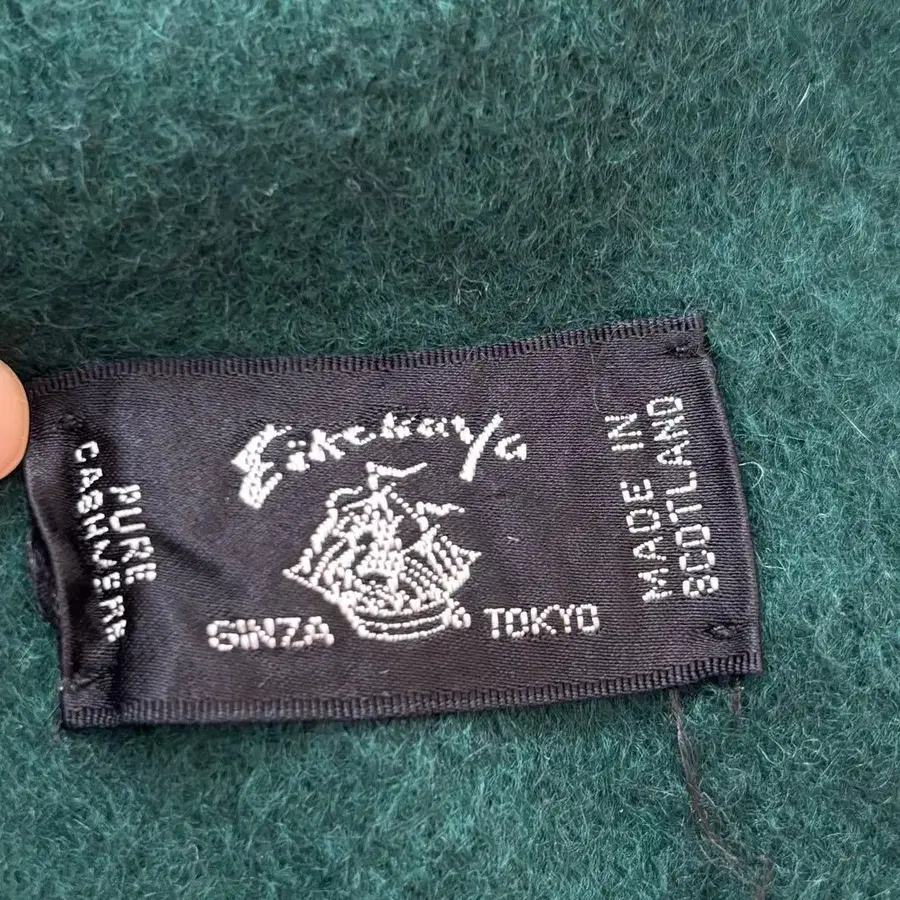 PURE
CASHMERE
Eikokuya
GINZA TOKYO
MADE IN
SCOTLAND